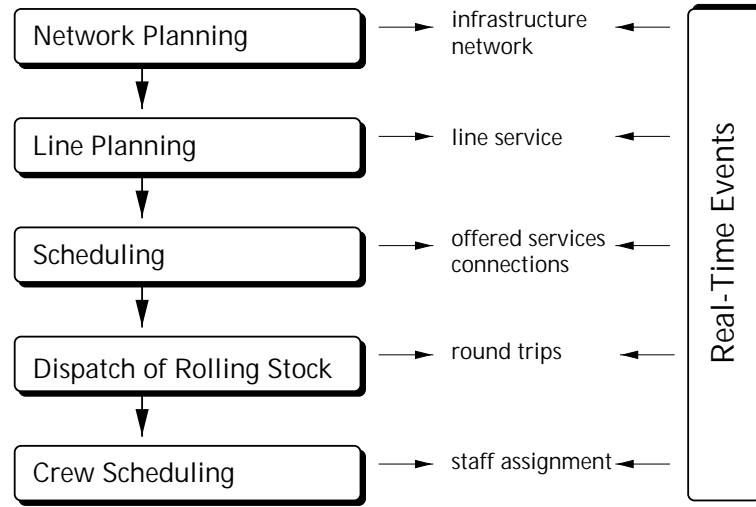 Network Planning
infrastructure
network
Line Planning
line service
Scheduling
offered services
connections
Dispatch of Rolling Stock
round trips
Crew Scheduling
staff assignment
Real-Time Events